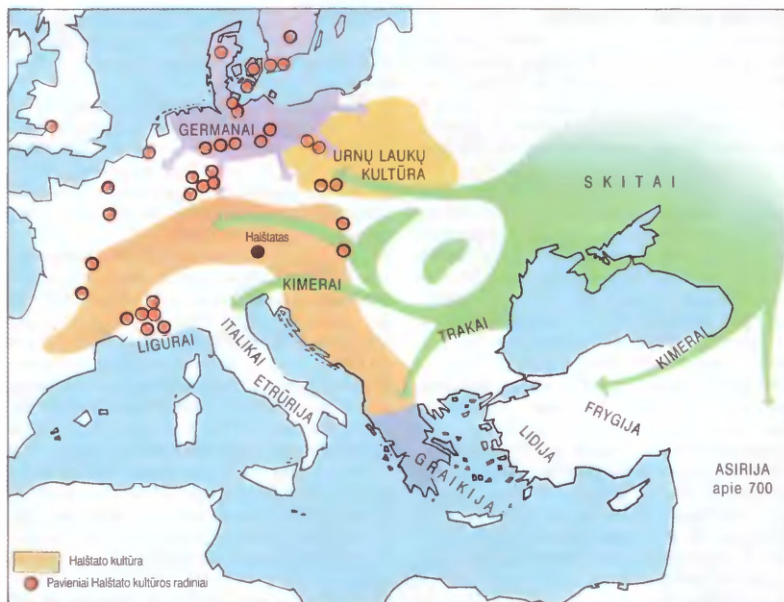 GERMANAI
URNŲ LAUKŲ
KULTŪRA
SKITAI
Halštatas
KIMERAI
TRAKAI
KIMERAI
LIGŪRAI
ITALIKAI
ETRŪRIJA
FRYGIJA
LIDIJA
GRAIKIJA
ASIRIJA
apie 700
Halštato kultūra
Pavieniai Halštato kultūros radiniai